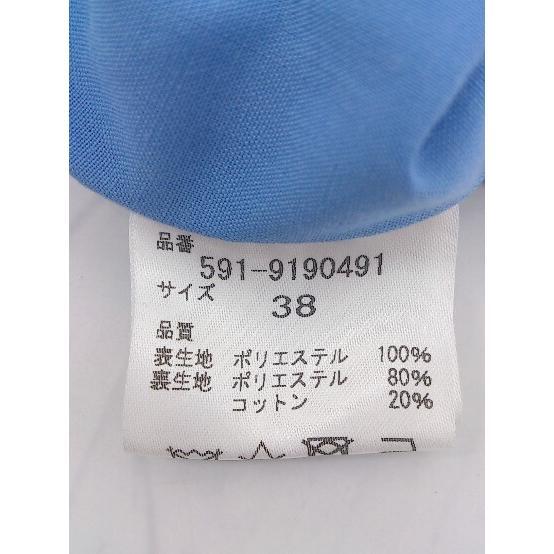 品番
591-9190491
サイズ
38
品質
表生地 ポリエステル 100%
裏生地 ポリエステル 80%
コットン 20%